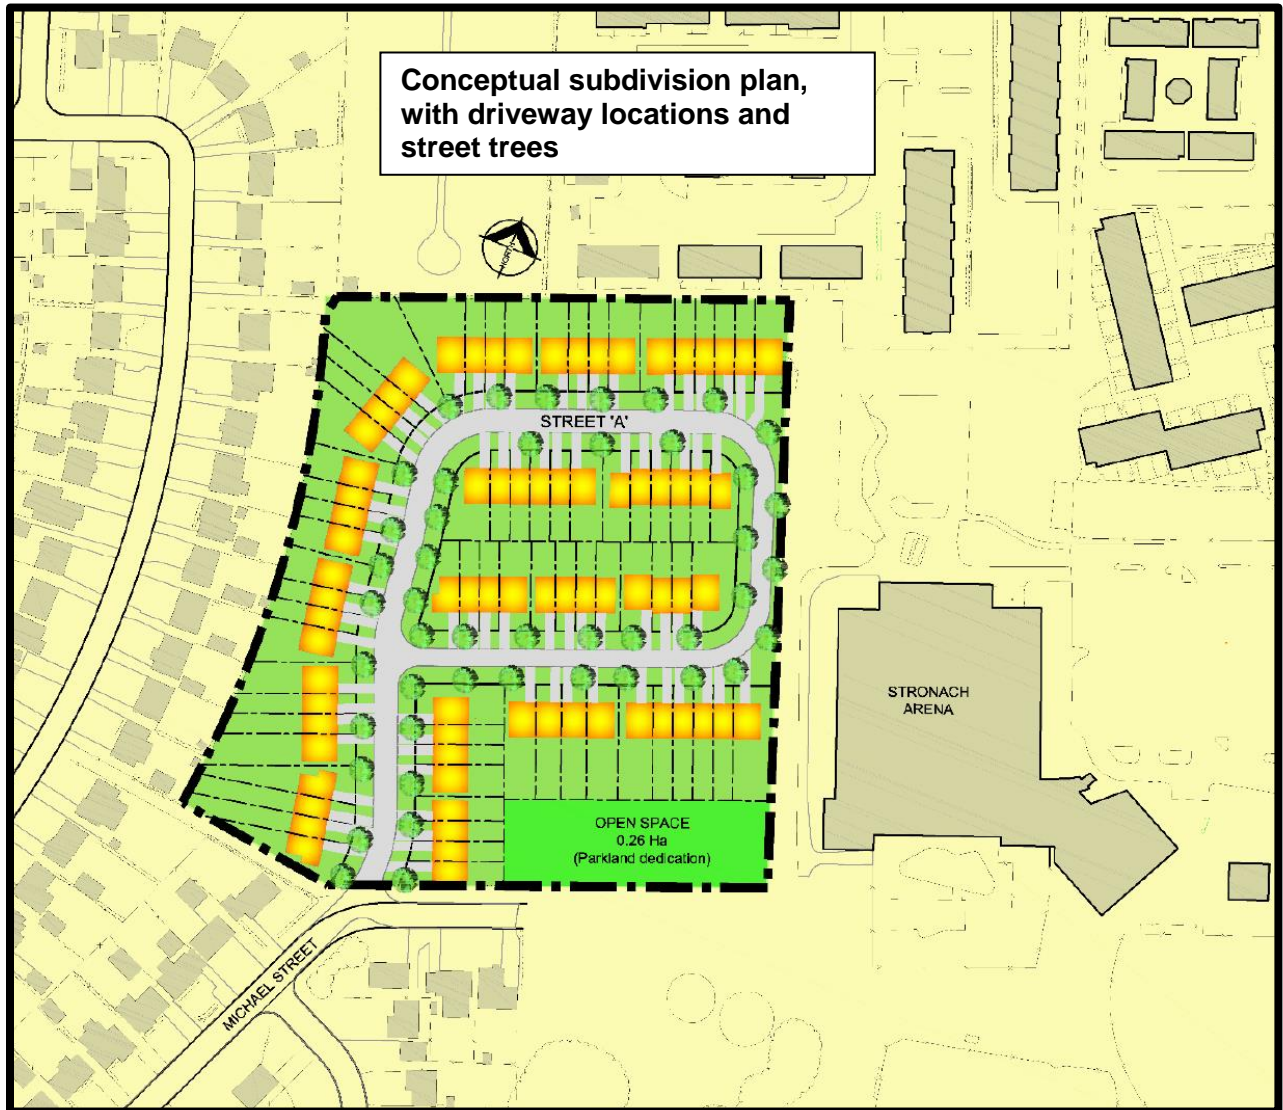 Conceptual subdivision plan,
with driveway locations and
street trees
NORTH
STREET 'A'
STRONACH
ARENA
OPEN SPACE
0.26 Ha
(Parkland dedication)
MICHAEL STREET